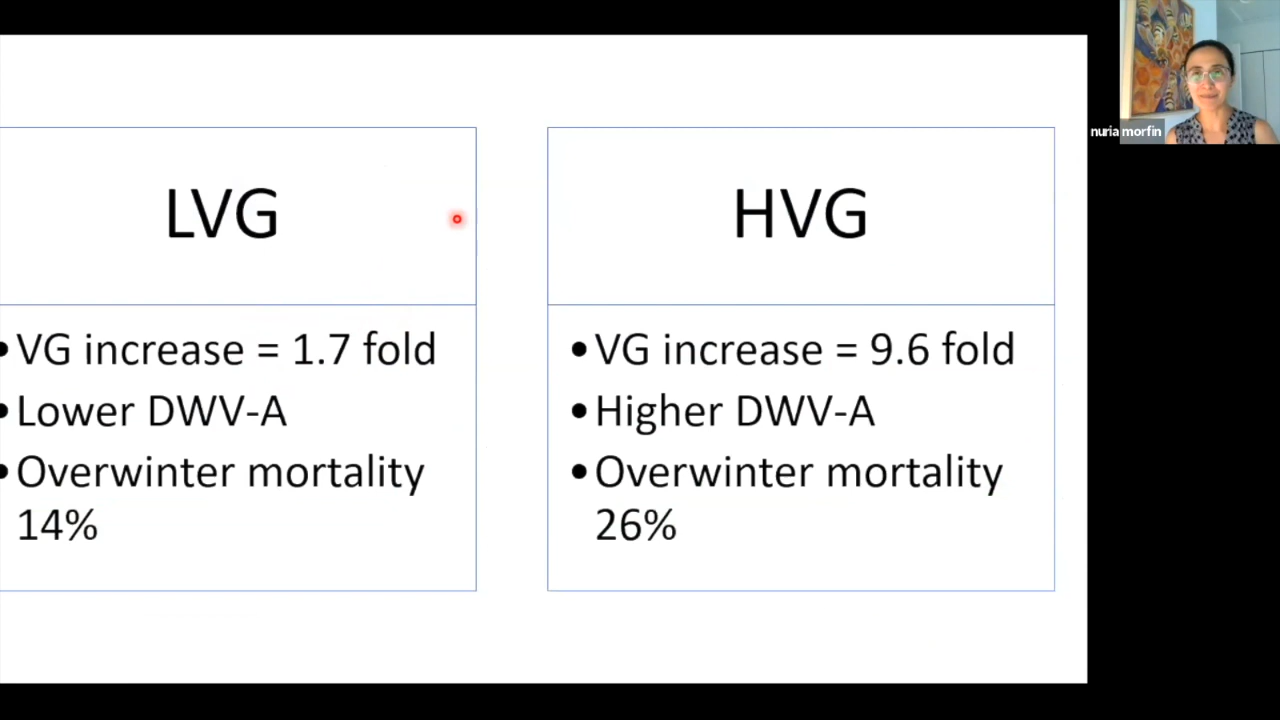 LVG
• VG increase = 1.7 fold
• Lower DWV-A
• Overwinter mortality
14%
HVG
• VG increase = 9.6 fold
• Higher DWV-A
• Overwinter mortality
26%
nuria morfin